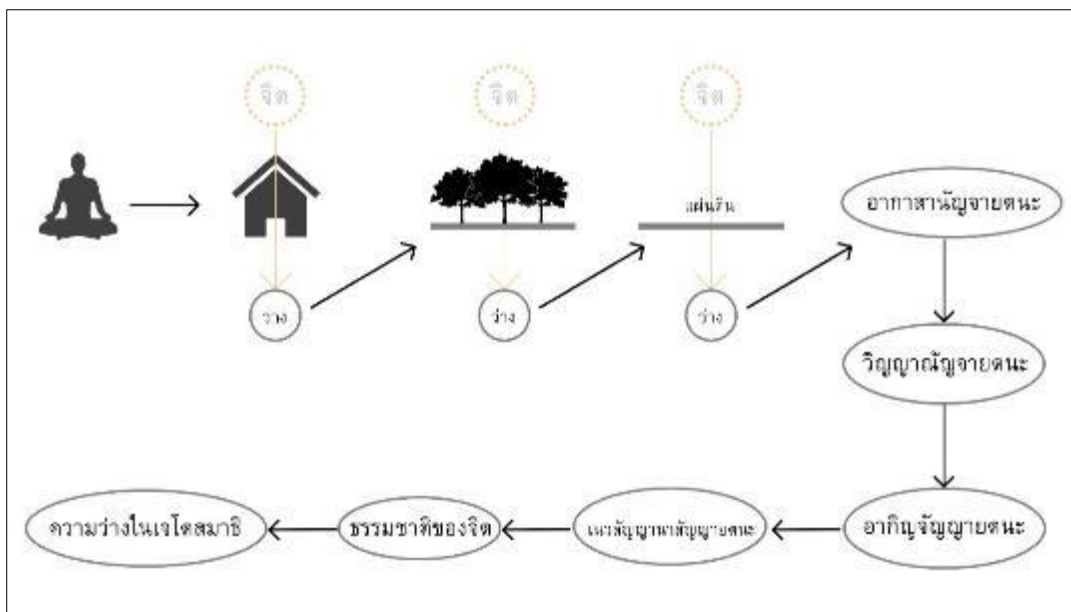 จิต
จิต
จิต
แผ่นดิน
อากาสานัญจายตนะ
วาง
ว่าง
ว่าง
วิญญาณัญจายตนะ
ความว่างในเจโตสมาธิ
ธรรมชาติของจิต
เนวสัญญานาสัญญายตนะ
อากิญจัญญายตนะ